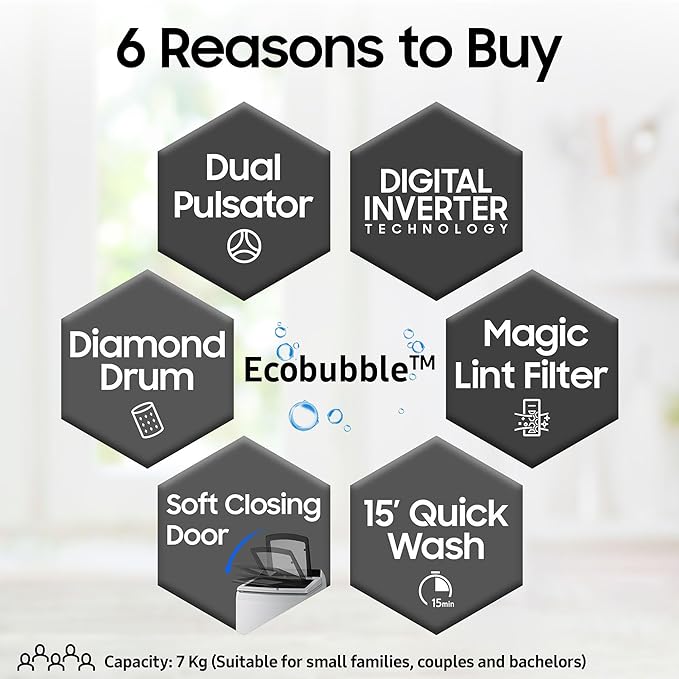 6 Reasons to Buy
Dual
Pulsator
DIGITAL
INVERTER
TECHNOLOGY
Diamond
Drum
Ecobubble™
Magic
Lint Filter
Soft Closing
Door
15' Quick
Wash
15min
Capacity: 7 Kg (Suitable for small families, couples and bachelors)